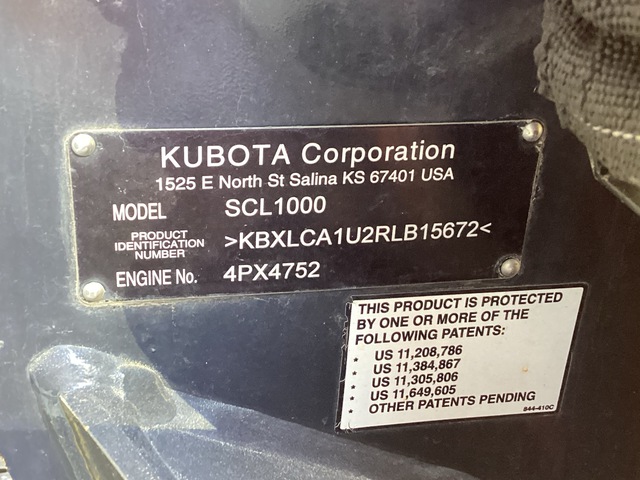 KUBOTA Corporation
1525 E North St Salina KS 67401 USA
MODEL SCL1000
PRODUCT IDENTIFICATION NUMBER >KBXLCA1U2RLB15672<
ENGINE No. 4PX4752
THIS PRODUCT IS PROTECTED
BY ONE OR MORE OF THE
FOLLOWING PATENTS:
* US 11,208,786
* US 11,384,867
* US 11,305,806
* US 11,649,605
* OTHER PATENTS PENDING
844-410C